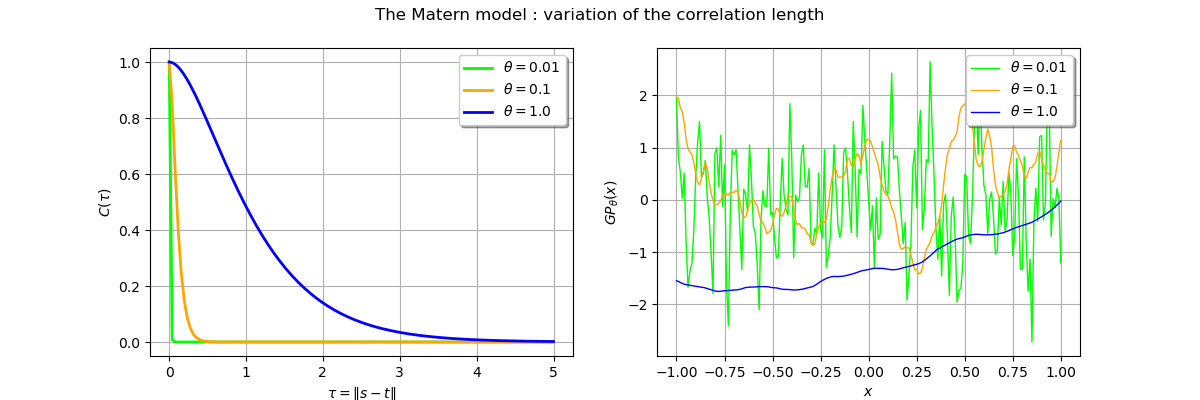 The Matern model : variation of the correlation length
C(τ)
1.0
0.8
0.6
0.4
0.2
0.0
0 1 2 3 4 5
τ = ‖s − t‖
θ = 0.01
θ = 0.1
θ = 1.0
GPθ(x)
2
1
0
−1
−2
−1.00 −0.75 −0.50 −0.25 0.00 0.25 0.50 0.75 1.00
x
θ = 0.01
θ = 0.1
θ = 1.0